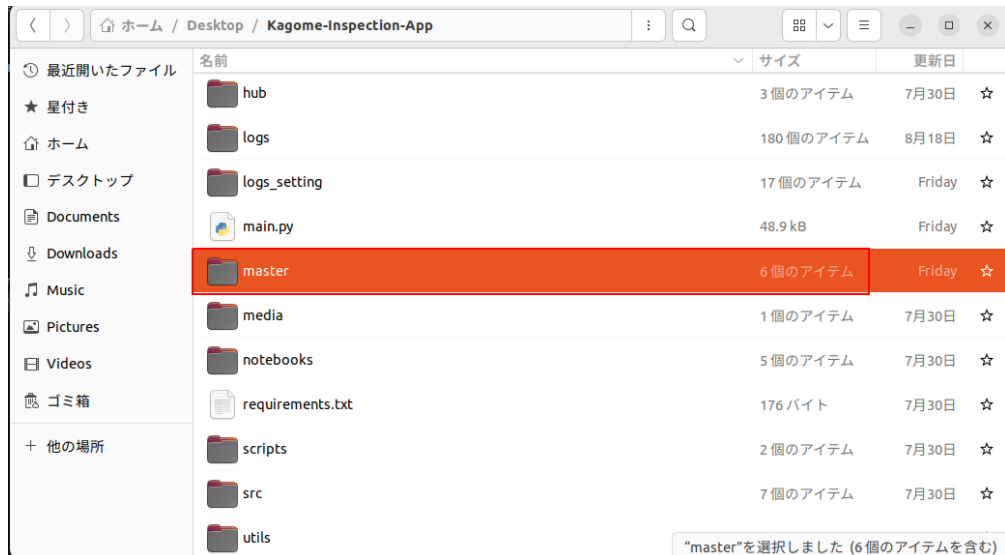 ホーム / Desktop / Kagome-Inspection-App
最近開いたファイル
星付き
ホーム
デスクトップ
Documents
Downloads
Music
Pictures
Videos
ゴミ箱
他の場所
名前 サイズ 更新日
hub 3 個のアイテム 7月30日
logs 180 個のアイテム 8月18日
logs_setting 17 個のアイテム Friday
main.py 48.9 kB Friday
master 6 個のアイテム Friday
media 1 個のアイテム 7月30日
notebooks 5 個のアイテム 7月30日
requirements.txt 176 バイト 7月30日
scripts 2 個のアイテム 7月30日
src 7 個のアイテム 7月30日
utils
"master"を選択しました (6 個のアイテムを含む)